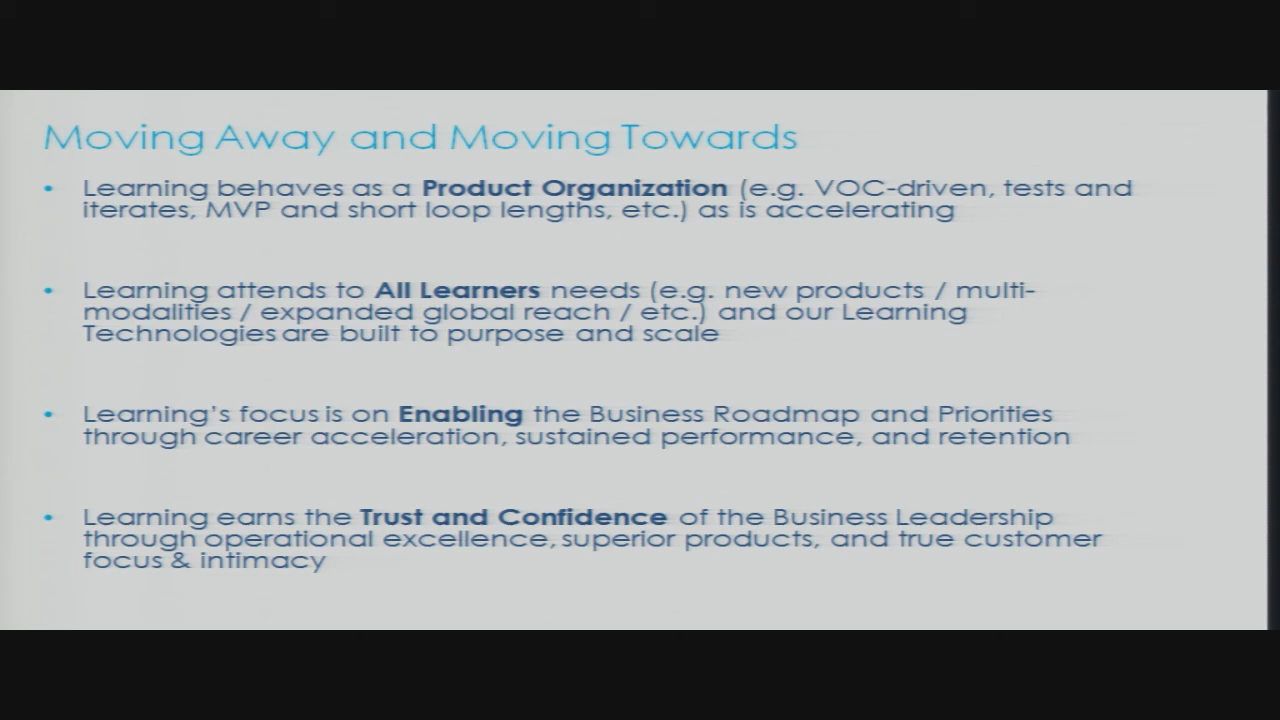 Moving Away and Moving Towards
• Learning behaves as a Product Organization (e.g. VOC-driven, tests and
iterates, MVP and short loop lengths, etc.) as is accelerating
• Learning attends to All Learners needs (e.g. new products / multi-
modalities / expanded global reach / etc.) and our Learning
Technologies are built to purpose and scale
• Learning's focus is on Enabling the Business Roadmap and Priorities
through career acceleration, sustained performance, and retention
• Learning earns the Trust and Confidence of the Business Leadership
through operational excellence, superior products, and true customer
focus & intimacy